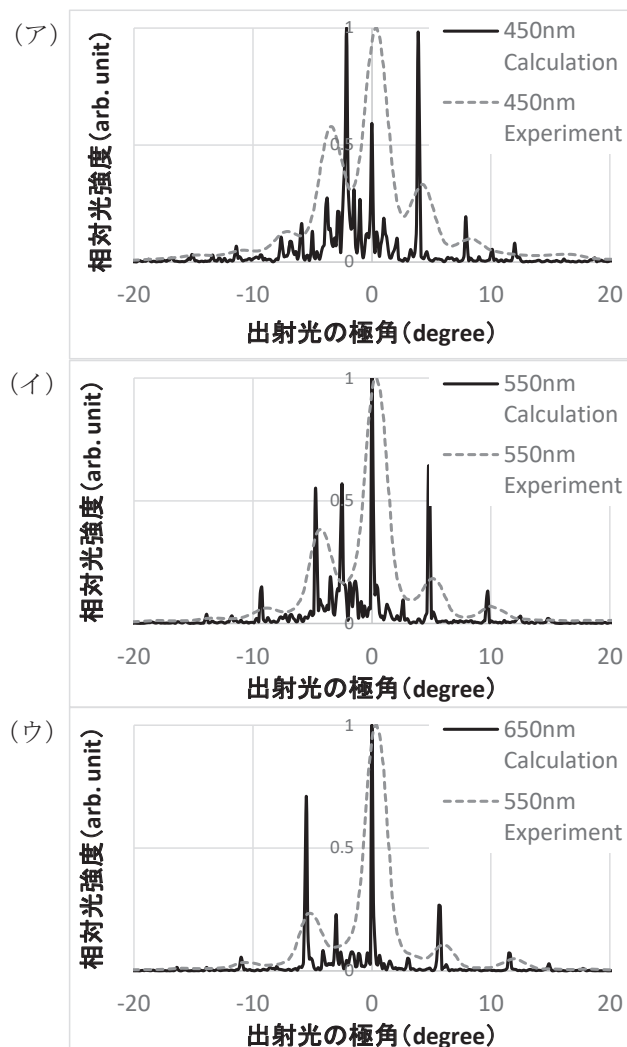 (ア)
相対光強度(arb. unit)
1
0.5
0
450nm
Calculation
450nm
Experiment
-20 -10 0 10 20
出射光の極角(degree)
(イ)
相対光強度(arb. unit)
1
0.5
0
550nm
Calculation
550nm
Experiment
-20 -10 0 10 20
出射光の極角(degree)
(ウ)
相対光強度(arb. unit)
1
0.5
0
650nm
Calculation
550nm
Experiment
-20 -10 0 10 20
出射光の極角(degree)